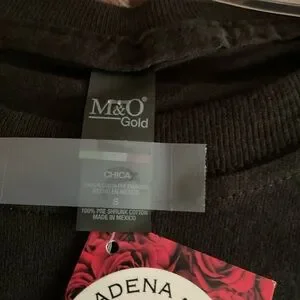 M&O®
Gold
CHICA
S
100% PRE SHRUNK COTTON
MADE IN MEXICO
ADENA